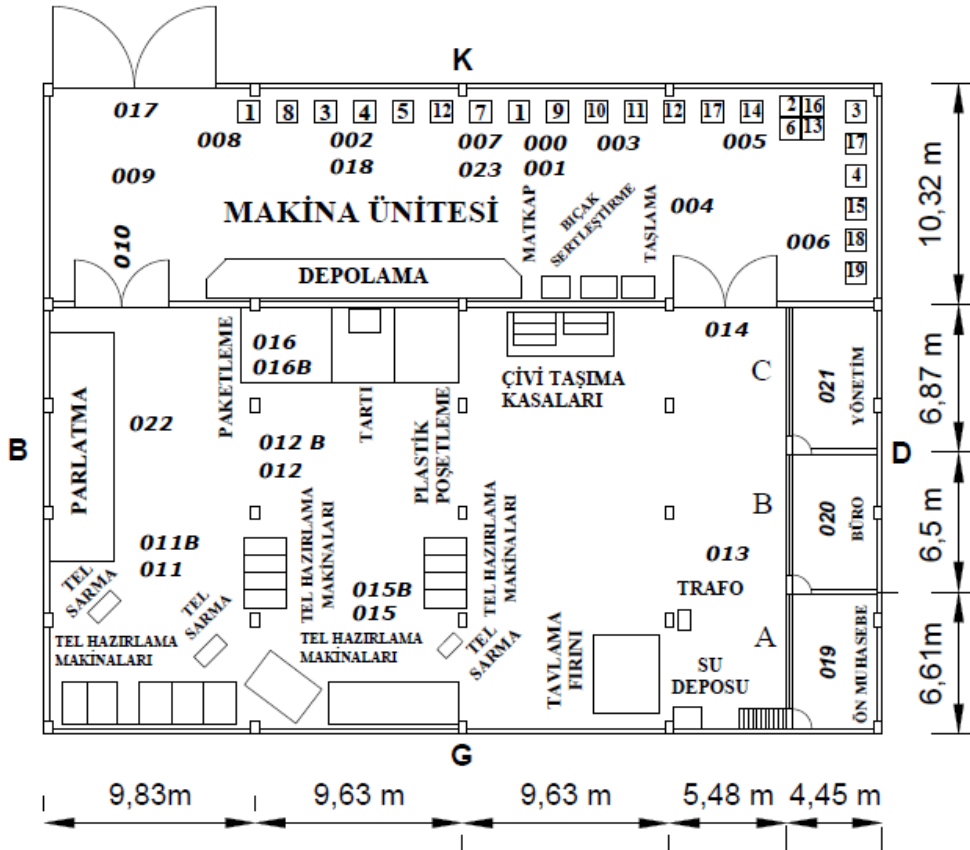 K
017
1 8 3 4 5 12 7 1 9 10 11 12 17 14 2 16 3
6 13
008 002 007 000 003 005
17
018 023 001
009
4
MAKİNA ÜNİTESİ
MATKAP
BIÇAK
SERTLEŞTİRME
TAŞLAMA
004
15
010
006
18
DEPOLAMA
19
10,32 m
PAKETLEME
016
016B
014
C
021
YÖNETİM
6,87 m
ÇİVİ TAŞIMA
KASALARI
TARTI
PLASTİK
POŞETLEME
B
PARLATMA
022
012 B
012
D
TEL HAZIRLAMA
MAKİNALARI
TEL HAZIRLAMA
MAKİNALARI
B
020
BÜRO
6,5 m
011B
011
013
TRAFO
TEL
SARMA
TEL
SARMA
015B
015
TEL HAZIRLAMA
MAKİNALARI
TEL HAZIRLAMA
MAKİNALARI
TEL
SARMA
TAVLAMA
FIRINI
A
SU
DEPOSU
019
ÖN MUHASEBE
6,61m
G
9,83m 9,63 m 9,63 m 5,48 m 4,45 m